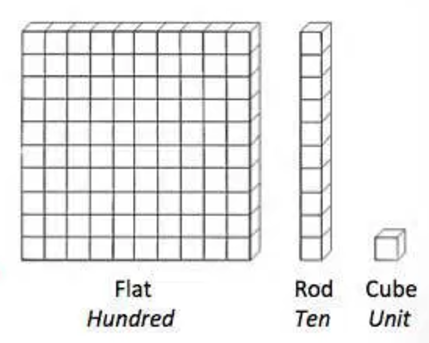 Flat Rod Cube
Hundred Ten Unit